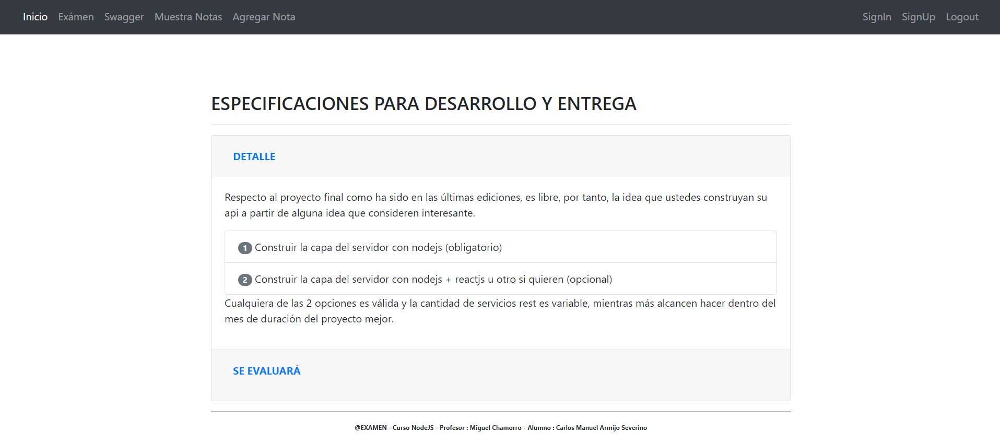 Inicio Exámen Swagger Muestra Notas Agregar Nota SignIn SignUp Logout
ESPECIFICACIONES PARA DESARROLLO Y ENTREGA
DETALLE
Respecto al proyecto final como ha sido en las últimas ediciones, es libre, por tanto, la idea que ustedes construyan su
api a partir de alguna idea que consideren interesante.
1 Construir la capa del servidor con nodejs (obligatorio)
2 Construir la capa del servidor con nodejs + reactjs u otro si quieren (opcional)
Cualquiera de las 2 opciones es válida y la cantidad de servicios rest es variable, mientras más alcancen hacer dentro del
mes de duración del proyecto mejor.
SE EVALUARÁ
@EXAMEN - Curso NodeJS - Profesor : Miguel Chamorro - Alumno : Carlos Manuel Armijo Severino